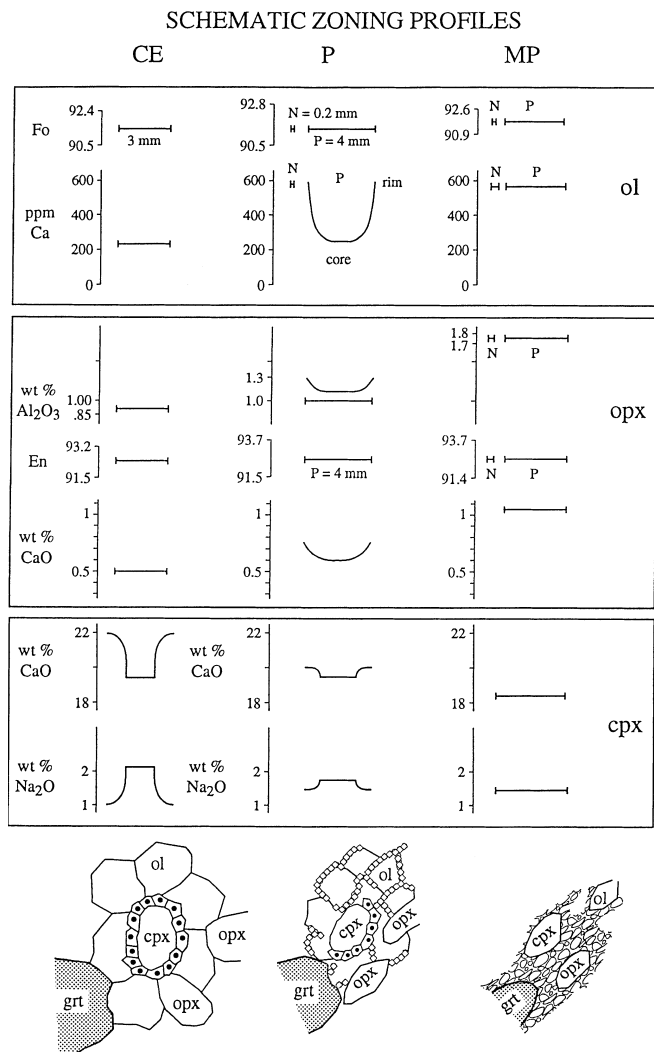 SCHEMATIC ZONING PROFILES
CE P MP
Fo 92.4 90.5 3 mm 92.8 90.5 N = 0.2 mm P = 4 mm 92.6 90.9 N P
ol
ppm Ca 600 400 200 0 600 400 200 0 N P rim core 600 400 200 0 N P
wt % Al₂O₃ 1.00 .85 1.3 1.0 1.8 1.7 N P
opx
En 93.2 91.5 93.7 91.5 P = 4 mm 93.7 91.4 N P
wt % CaO 1 0.5 1 0.5 1 0.5
wt % CaO 22 18 wt % CaO 22 20 18 22 20 18
cpx
wt % Na₂O 2 1 wt % Na₂O 2 1 2 1
ol cpx opx grt opx
ol cpx opx grt opx
ol cpx opx grt